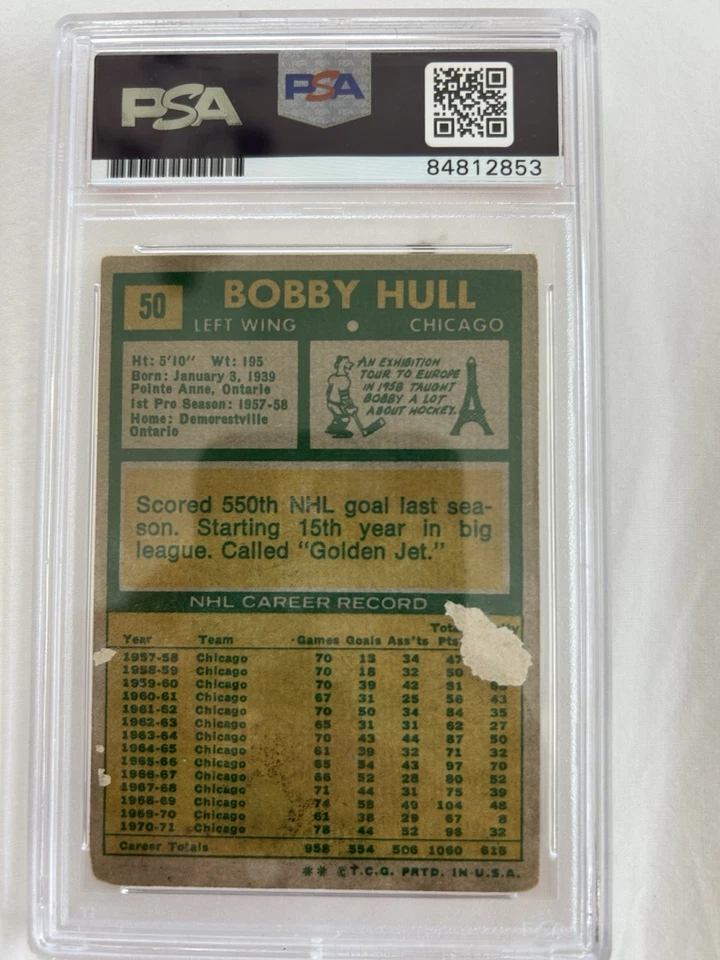 PSA
PSA
84812853
50
BOBBY HULL
LEFT WING • CHICAGO
Ht: 5'10" Wt: 195
Born: January 3, 1939
Pointe Anne, Ontario
1st Pro Season: 1957-58
Home: Demorestville
Ontario
AN EXHIBITION
TOUR TO EUROPE
IN 1958 TAUGHT
BOBBY A LOT
ABOUT HOCKEY.
Scored 550th NHL goal last sea-
son. Starting 15th year in big
league. Called "Golden Jet."
NHL CAREER RECORD
Year Team Games Goals Ass'ts Pts
1957-58 Chicago 70 13 34 47
1958-59 Chicago 70 18 32 50
1959-60 Chicago 70 39 42 81
1960-61 Chicago 67 31 25 56 43
1961-62 Chicago 70 50 34 84 35
1962-63 Chicago 65 31 31 62 27
1963-64 Chicago 70 43 44 87 50
1964-65 Chicago 61 39 32 71 32
1965-66 Chicago 65 54 43 97 70
1966-67 Chicago 66 52 28 80 52
1967-68 Chicago 71 44 31 75 39
1968-69 Chicago 74 58 49 104 48
1969-70 Chicago 61 38 29 67 8
1970-71 Chicago 78 44 52 96 32
Career Totals 958 554 506 1060 615
** © T.C.G. PRTD. IN U.S.A.